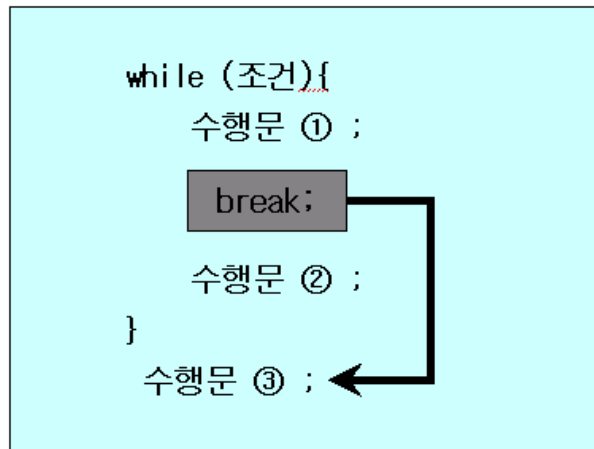 while (조건){
수행문 ① ;
break;
수행문 ② ;
}
수행문 ③ ;